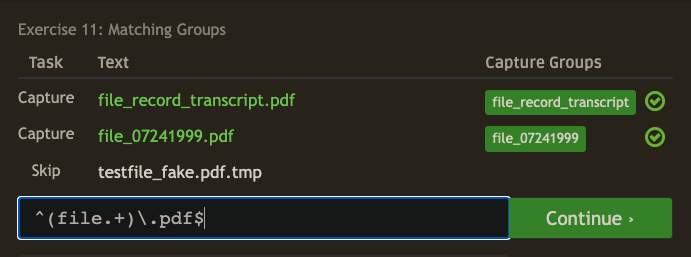 Exercise 11: Matching Groups
Task Text Capture Groups
Capture file_record_transcript.pdf file_record_transcript
Capture file_07241999.pdf file_07241999
Skip testfile_fake.pdf.tmp
^(file.+)\.pdf$ Continue ›